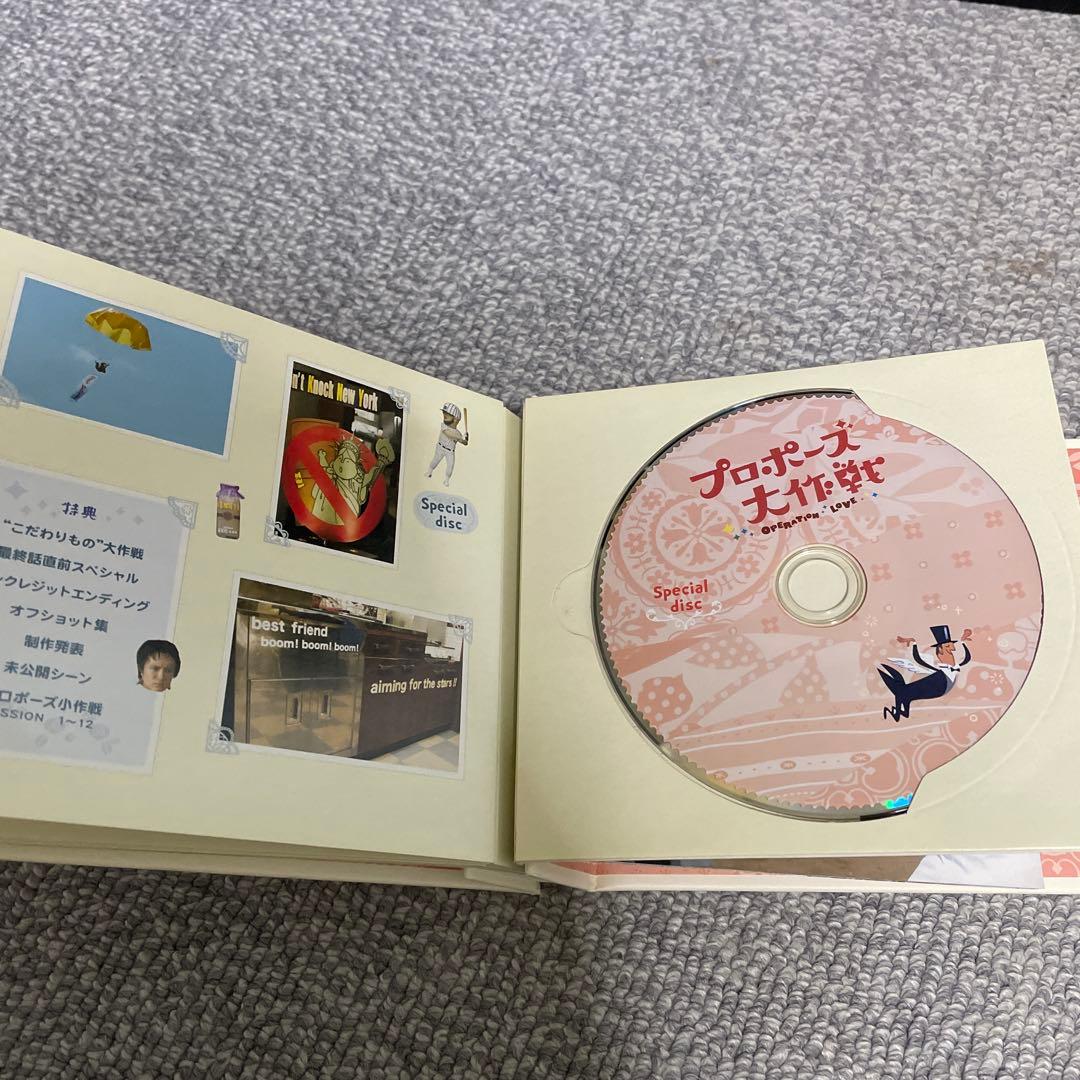 n't Knock New York
Special
disc
特典
"こだわりもの"大作戦
最終話直前スペシャル
クレジットエンディング
オフショット集
制作発表
未公開シーン
ロポーズ小作戦
SSION 1〜12
best friend
boom! boom! boom!
aiming for the stars!!
プロポーズ
大作戦
OPERATION LOVE
Special
disc